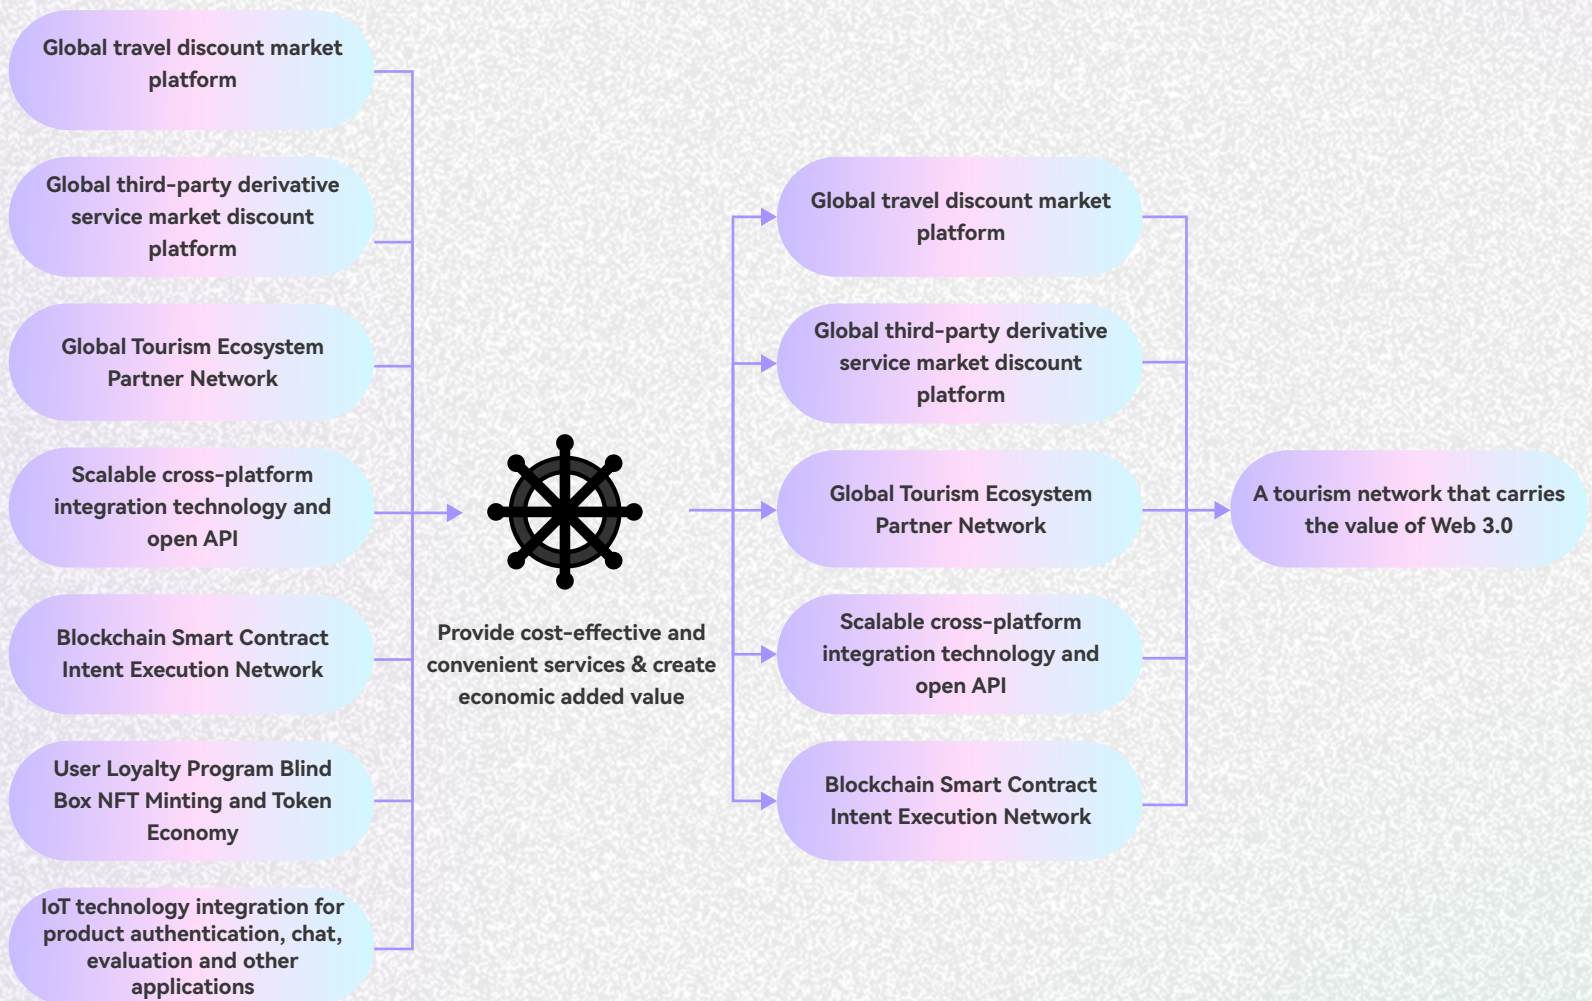 Global travel discount market
platform
Global third-party derivative
service market discount
platform
Global Tourism Ecosystem
Partner Network
Scalable cross-platform
integration technology and
open API
Blockchain Smart Contract
Intent Execution Network
User Loyalty Program Blind
Box NFT Minting and Token
Economy
IoT technology integration for
product authentication, chat,
evaluation and other
applications
Provide cost-effective and
convenient services & create
economic added value
Global travel discount market
platform
Global third-party derivative
service market discount
platform
Global Tourism Ecosystem
Partner Network
Scalable cross-platform
integration technology and
open API
Blockchain Smart Contract
Intent Execution Network
A tourism network that carries
the value of Web 3.0